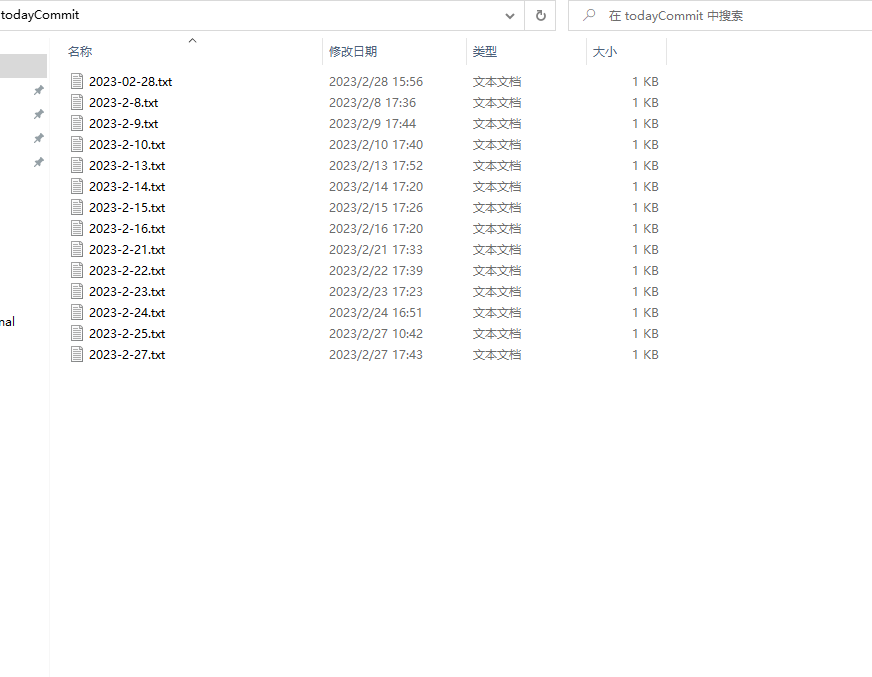 todayCommit 在 todayCommit 中搜索
名称 修改日期 类型 大小
2023-02-28.txt 2023/2/28 15:56 文本文档 1 KB
2023-2-8.txt 2023/2/8 17:36 文本文档 1 KB
2023-2-9.txt 2023/2/9 17:44 文本文档 1 KB
2023-2-10.txt 2023/2/10 17:40 文本文档 1 KB
2023-2-13.txt 2023/2/13 17:52 文本文档 1 KB
2023-2-14.txt 2023/2/14 17:20 文本文档 1 KB
2023-2-15.txt 2023/2/15 17:26 文本文档 1 KB
2023-2-16.txt 2023/2/16 17:20 文本文档 1 KB
2023-2-21.txt 2023/2/21 17:33 文本文档 1 KB
2023-2-22.txt 2023/2/22 17:39 文本文档 1 KB
2023-2-23.txt 2023/2/23 17:23 文本文档 1 KB
2023-2-24.txt 2023/2/24 16:51 文本文档 1 KB
nal
2023-2-25.txt 2023/2/27 10:42 文本文档 1 KB
2023-2-27.txt 2023/2/27 17:43 文本文档 1 KB